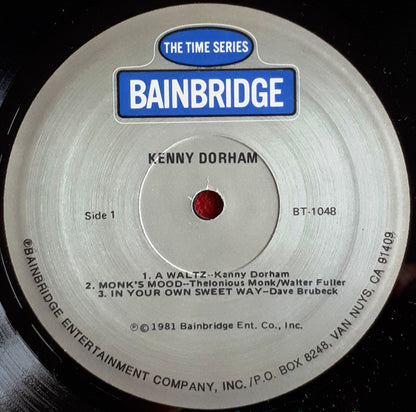 THE TIME SERIES
BAINBRIDGE
KENNY DORHAM
Side 1
BT-1048
1. A WALTZ--Kanny Dorham
2. MONK'S MOOD--Thelonious Monk/Walter Fuller
3. IN YOUR OWN SWEET WAY--Dave Brubeck
℗ © 1981 Bainbridge Ent. Co., Inc.
℗BAINBRIDGE ENTERTAINMENT COMPANY, INC./P.O. BOX 8248, VAN NUYS, CA 91409